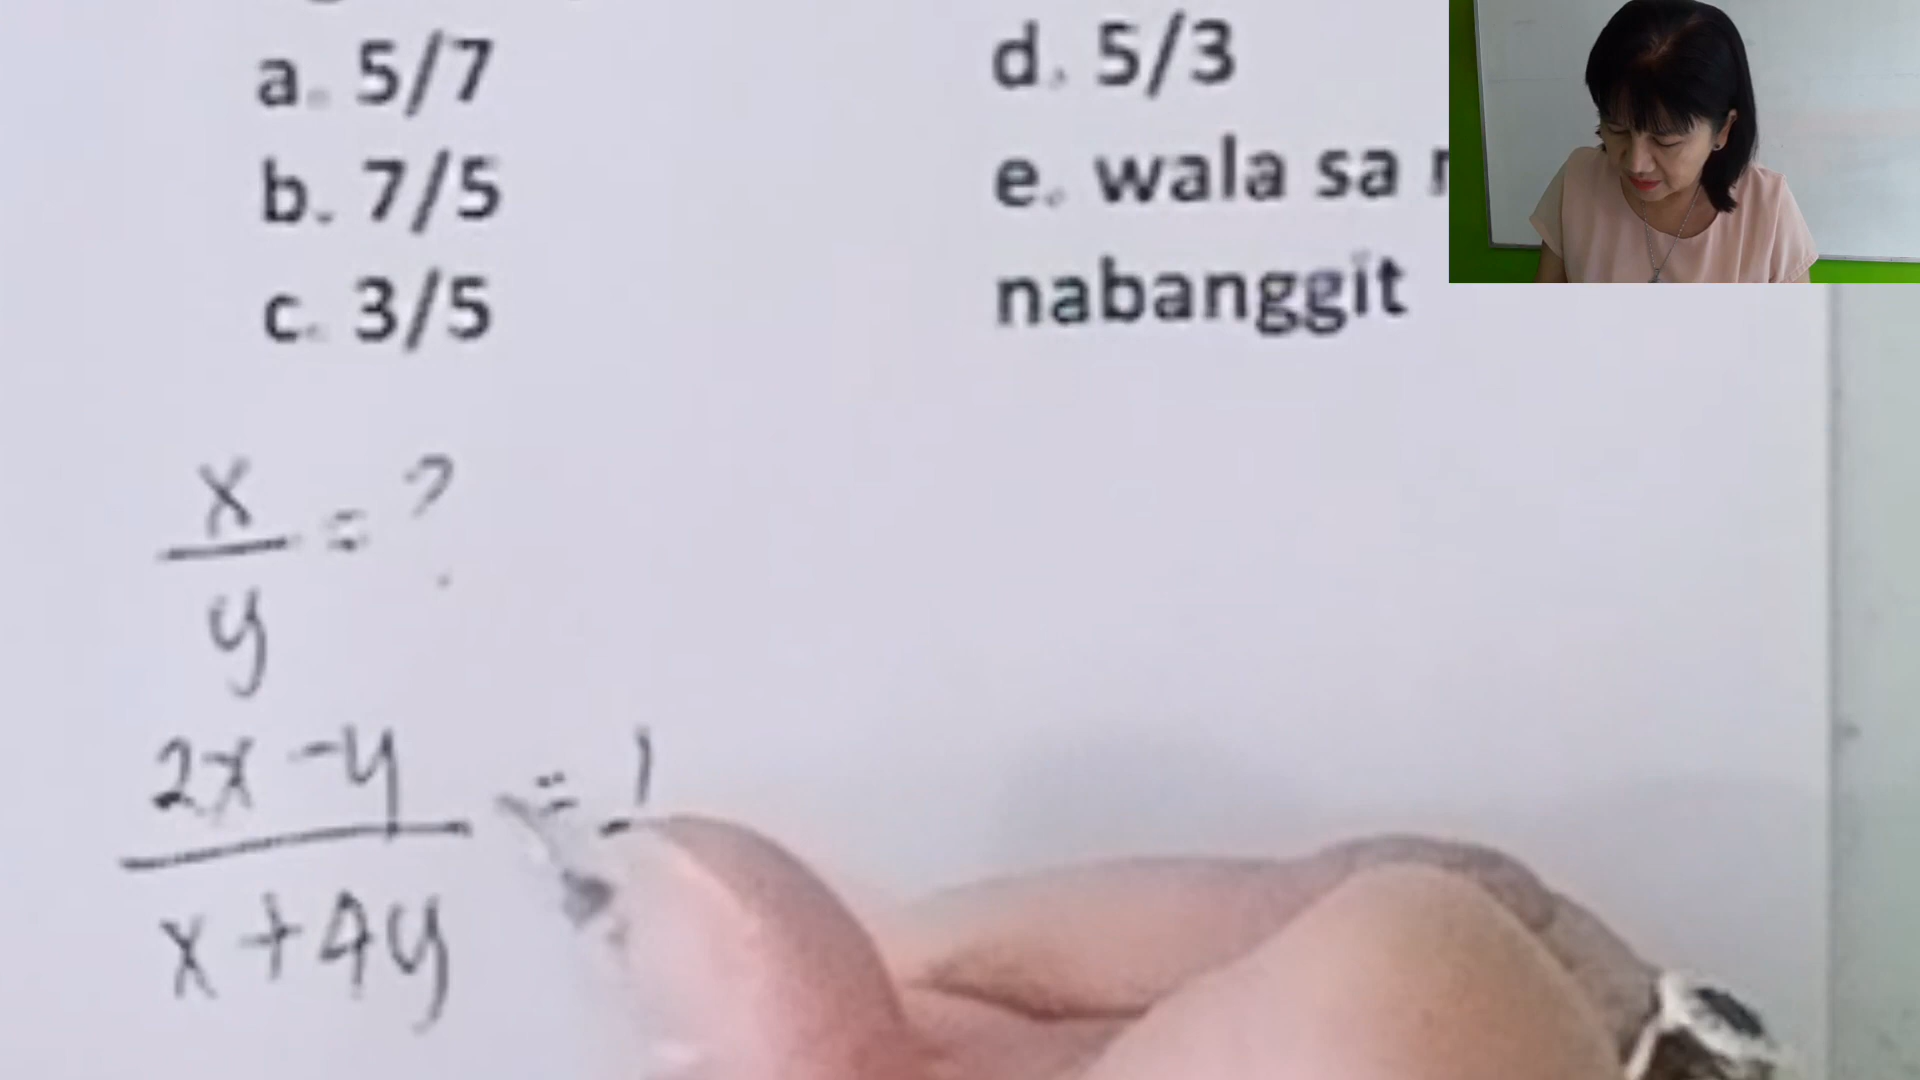 a. 5/7
b. 7/5
c. 3/5
d. 5/3
e. wala sa
nabanggit
x/y = ?
2x - y / x + 4y = 1